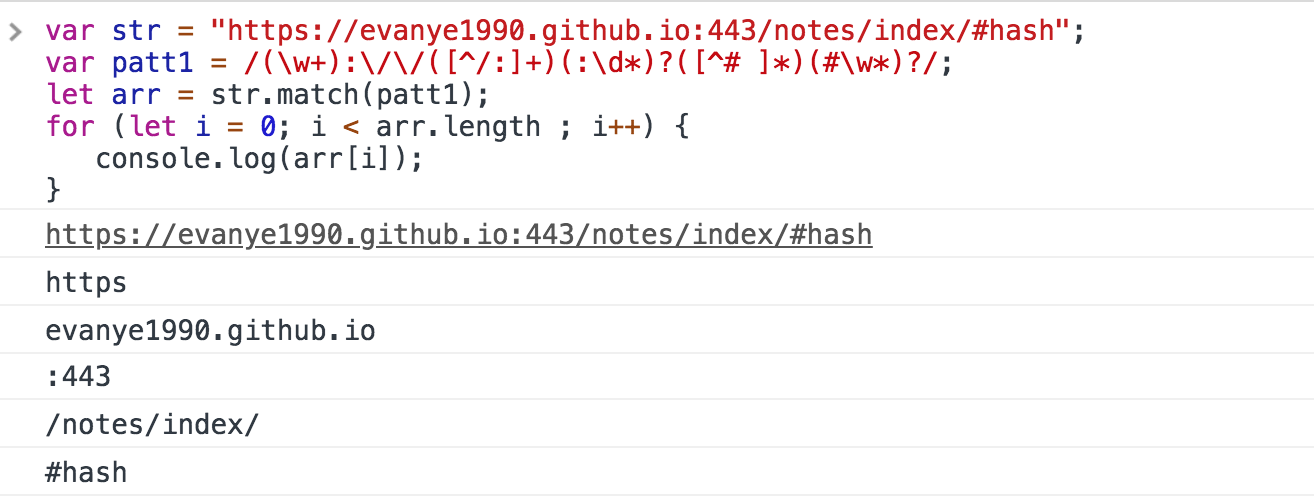 > var str = "https://evanye1990.github.io:443/notes/index/#hash";
var patt1 = /(\w+):\/\/([^/:]+)(:\d*)?([^# ]*)(#\w*)?/;
let arr = str.match(patt1);
for (let i = 0; i < arr.length ; i++) {
   console.log(arr[i]);
}
https://evanye1990.github.io:443/notes/index/#hash
https
evanye1990.github.io
:443
/notes/index/
#hash